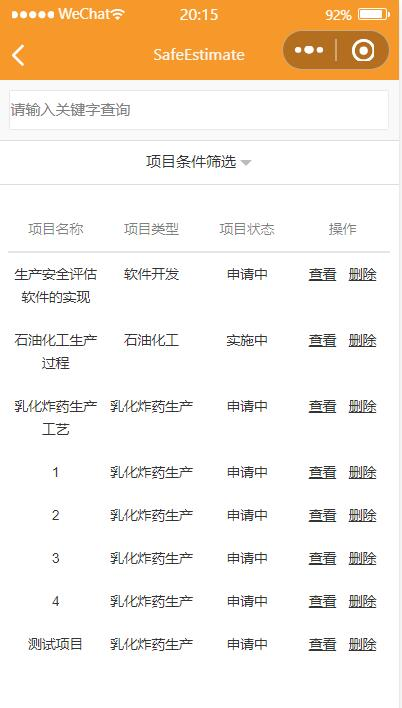 WeChat 20:15 92%
SafeEstimate
请输入关键字查询
项目条件筛选
项目名称 项目类型 项目状态 操作
生产安全评估 软件开发 申请中 查看 删除
软件的实现
石油化工生产 石油化工 实施中 查看 删除
过程
乳化炸药生产 乳化炸药生产 申请中 查看 删除
工艺
1 乳化炸药生产 申请中 查看 删除
2 乳化炸药生产 申请中 查看 删除
3 乳化炸药生产 申请中 查看 删除
4 乳化炸药生产 申请中 查看 删除
测试项目 乳化炸药生产 申请中 查看 删除